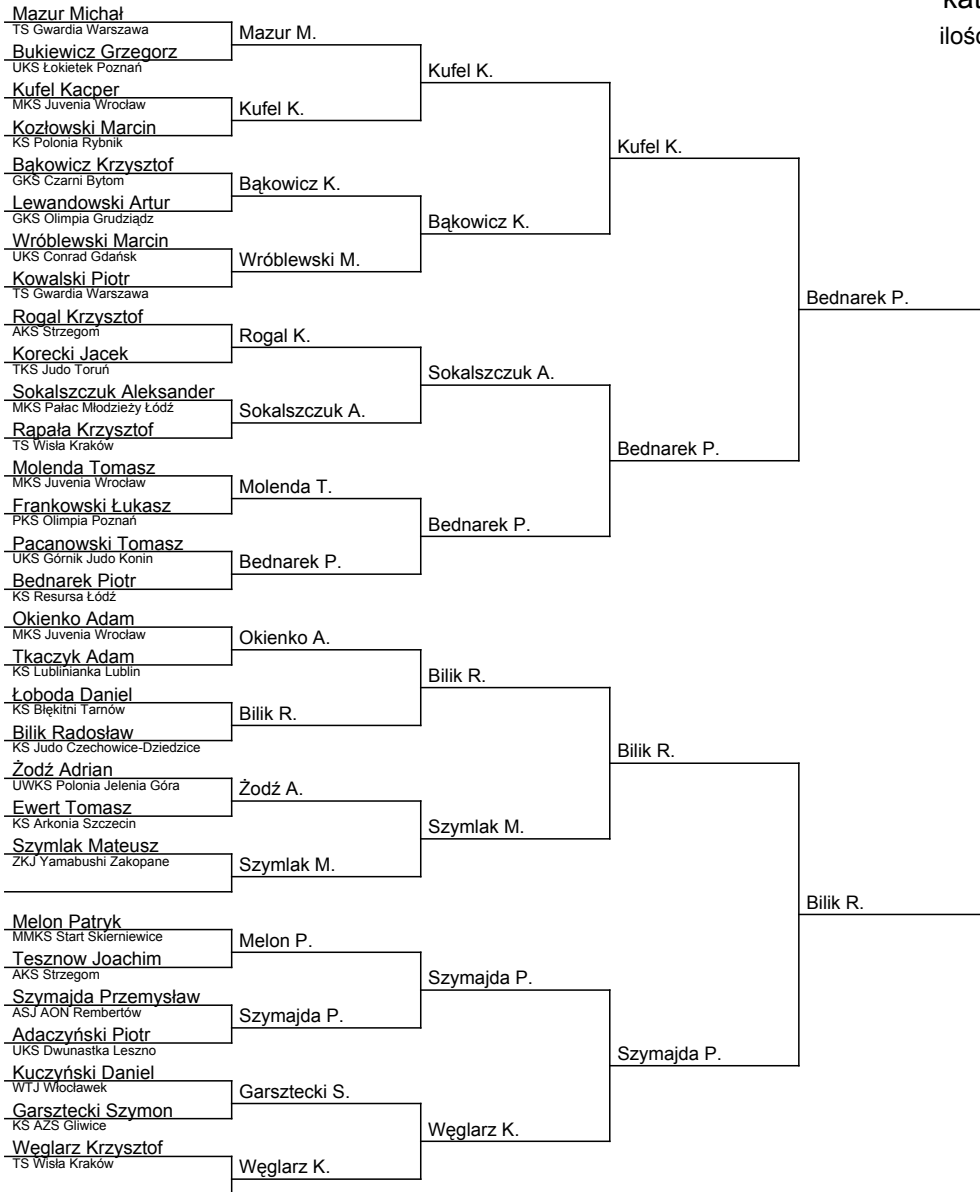 Mazur Michał
TS Gwardia Warszawa
Bukiewicz Grzegorz
UKS Łokietek Poznań
Kufel Kacper
MKS Juvenia Wrocław
Kozłowski Marcin
KS Polonia Rybnik
Bąkowicz Krzysztof
GKS Czarni Bytom
Lewandowski Artur
GKS Olimpia Grudziądz
Wróblewski Marcin
UKS Conrad Gdańsk
Kowalski Piotr
TS Gwardia Warszawa
Rogal Krzysztof
AKS Strzegom
Korecki Jacek
TKS Judo Toruń
Sokalszczuk Aleksander
MKS Pałac Młodzieży Łódź
Rapała Krzysztof
TS Wisła Kraków
Molenda Tomasz
MKS Juvenia Wrocław
Frankowski Łukasz
PKS Olimpia Poznań
Pacanowski Tomasz
UKS Górnik Judo Konin
Bednarek Piotr
KS Resursa Łódź
Okienko Adam
MKS Juvenia Wrocław
Tkaczyk Adam
KS Lublinianka Lublin
Łoboda Daniel
KS Błękitni Tarnów
Bilik Radosław
KS Judo Czechowice-Dziedzice
Żodź Adrian
UWKS Polonia Jelenia Góra
Ewert Tomasz
KS Arkonia Szczecin
Szymlak Mateusz
ZKJ Yamabushi Zakopane
Melon Patryk
MMKS Start Skierniewice
Tesznow Joachim
AKS Strzegom
Szymajda Przemysław
ASJ AON Rembertów
Adaczyński Piotr
UKS Dwunastka Leszno
Kuczyński Daniel
WTJ Włocławek
Garsztecki Szymon
KS AZS Gliwice
Węglarz Krzysztof
TS Wisła Kraków
Mazur M.
Kufel K.
Bąkowicz K.
Wróblewski M.
Rogal K.
Sokalszczuk A.
Molenda T.
Bednarek P.
Okienko A.
Bilik R.
Żodź A.
Szymlak M.
Melon P.
Szymajda P.
Garsztecki S.
Węglarz K.
Kufel K.
Bąkowicz K.
Sokalszczuk A.
Bednarek P.
Bilik R.
Szymlak M.
Szymajda P.
Węglarz K.
Kufel K.
Bednarek P.
Bilik R.
Szymajda P.
Bednarek P.
Bilik R.